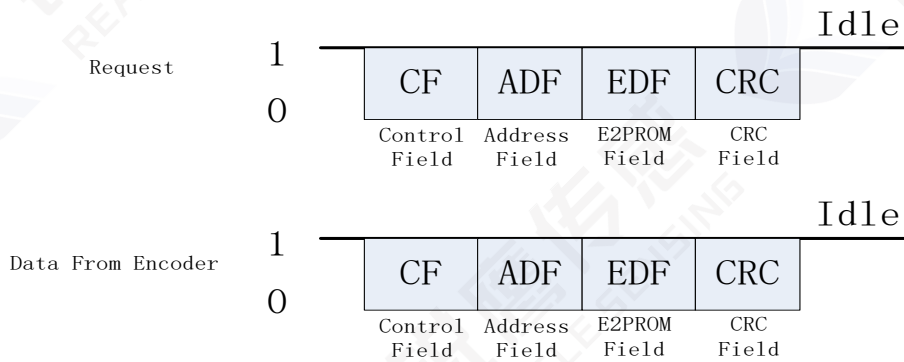 Idle
Request
1
0
CF ADF EDF CRC
Control Address E2PROM CRC
Field Field Field Field
Idle
Data From Encoder
1
0
CF ADF EDF CRC
Control Address E2PROM CRC
Field Field Field Field